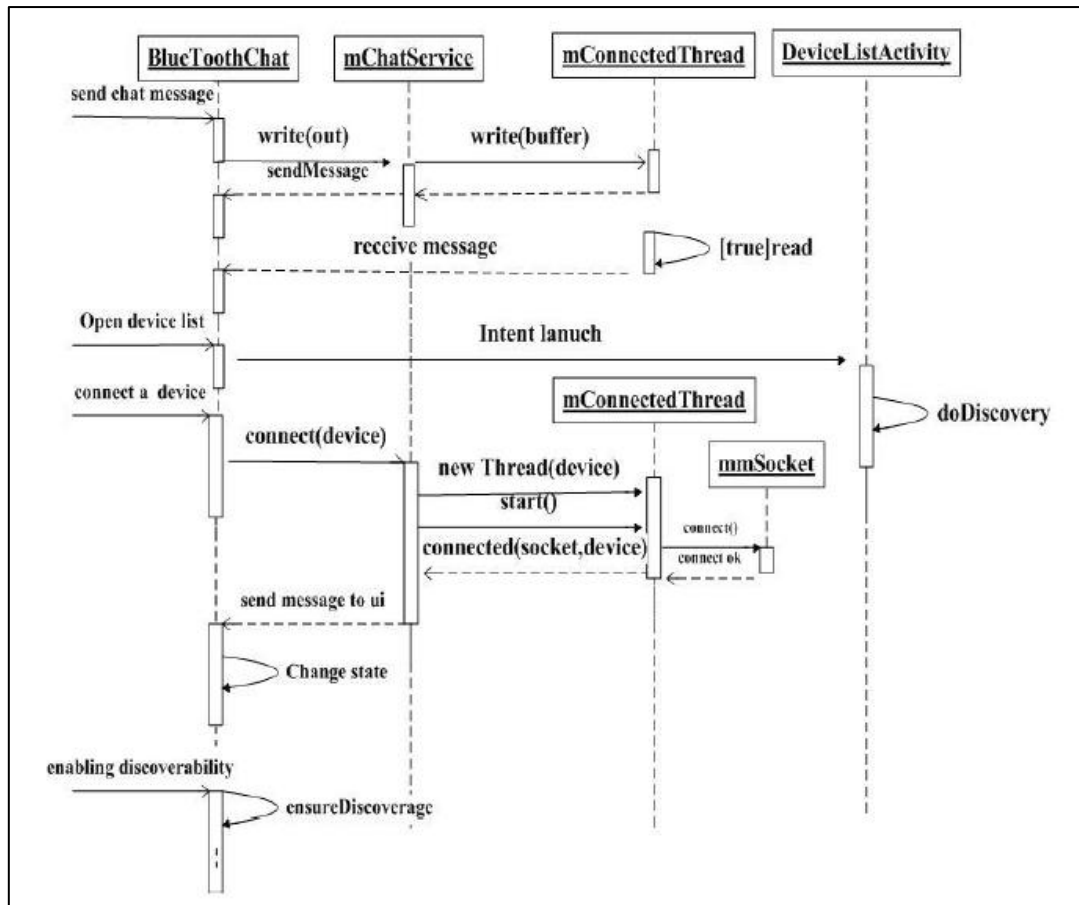 BlueToothChat
mChatService
mConnectedThread
DeviceListActivity
send chat message
write(out)
write(buffer)
sendMessage
receive message
[true]read
Open device list
Intent lanuch
connect a device
mConnectedThread
doDiscovery
connect(device)
mmSocket
new Thread(device)
start()
connect()
connected(socket,device)
connect ok
send message to ui
Change state
enabling discoverability
ensureDiscoverage